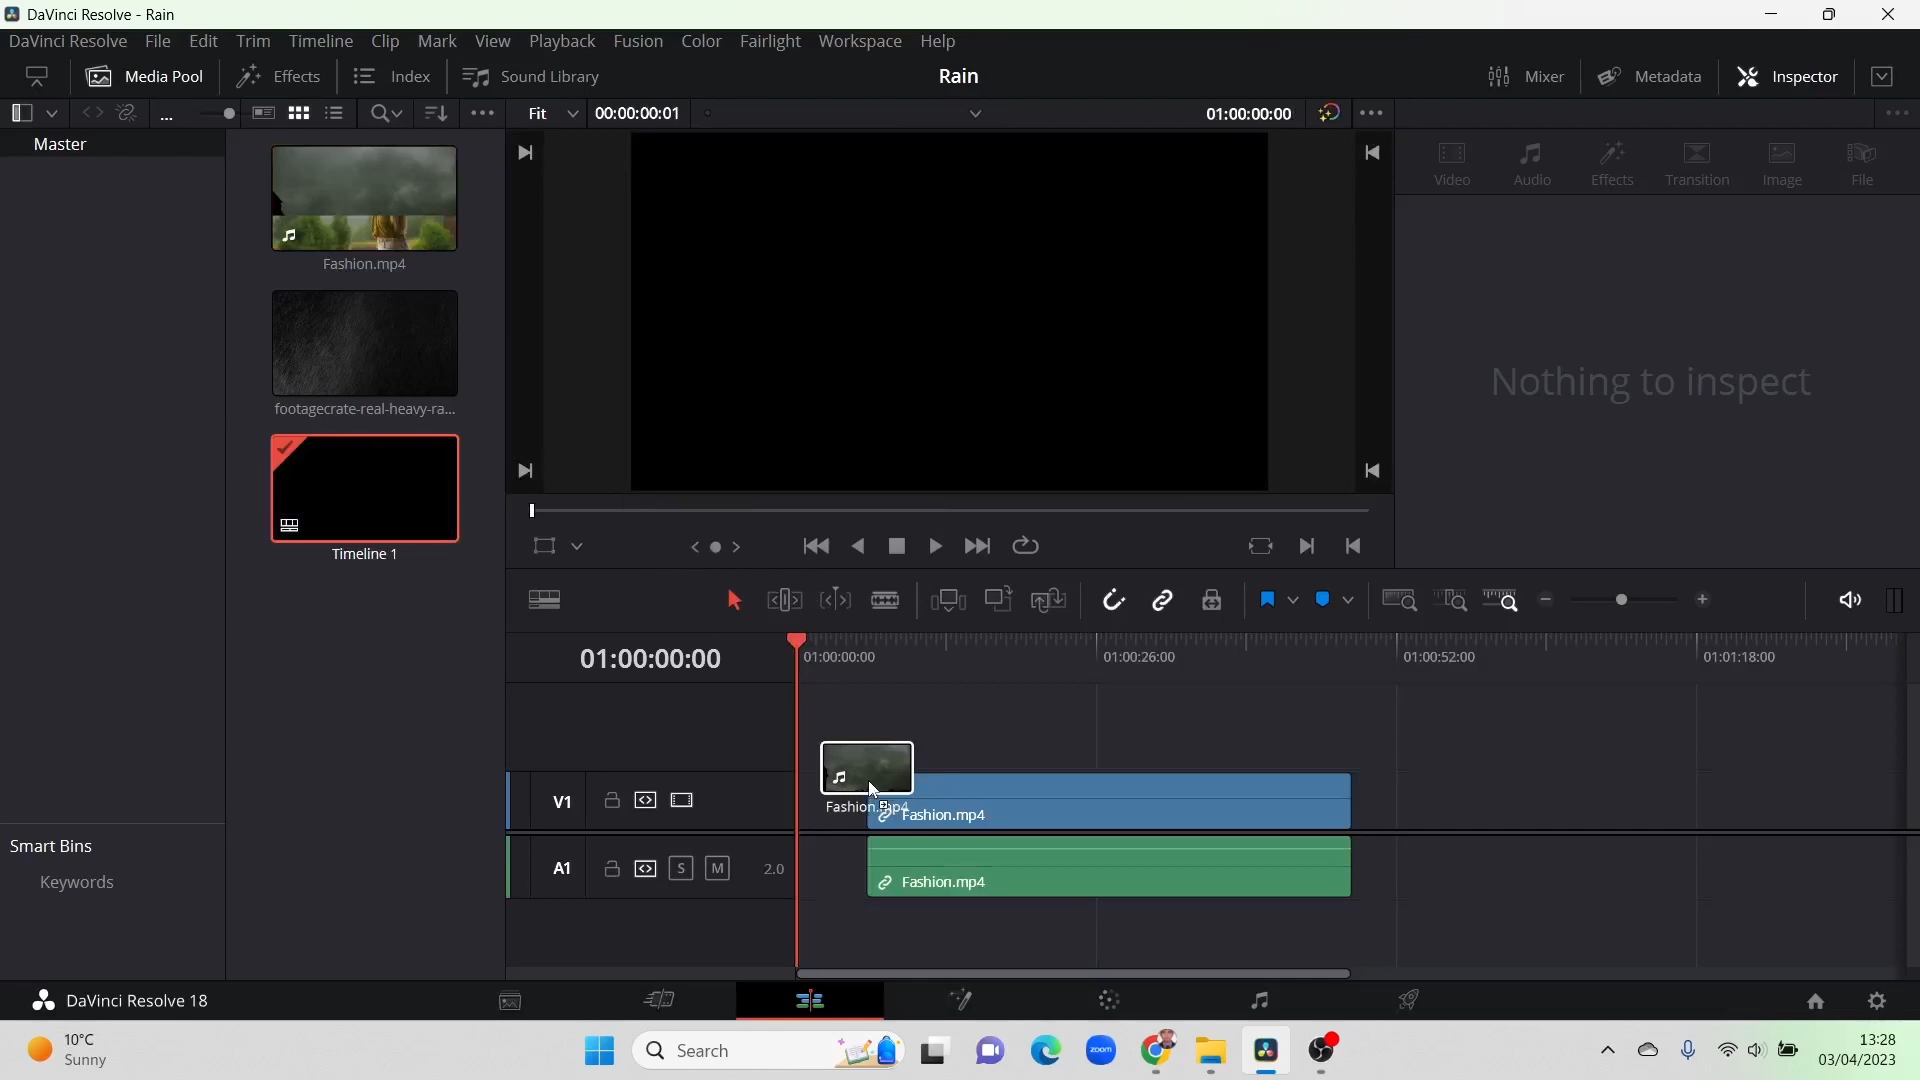 DaVinci Resolve - Rain
DaVinci Resolve File Edit Trim Timeline Clip Mark View Playback Fusion Color Fairlight Workspace Help
Media Pool Effects Index Sound Library Rain Mixer Metadata Inspector
... Fit 00:00:00:01 01:00:00:00
Master
Video Audio Effects Transition Image File
Fashion.mp4
Nothing to inspect
footagecrate-real-heavy-ra...
Timeline 1
01:00:00:00 01:00:00:00 01:00:26:00 01:00:52:00 01:01:18:00
V1
Fashion.mp4
Fashion.mp4
A1 S M 2.0
Fashion.mp4
Smart Bins
Keywords
DaVinci Resolve 18
10°C
Sunny
Search
zoom
13:28
03/04/2023